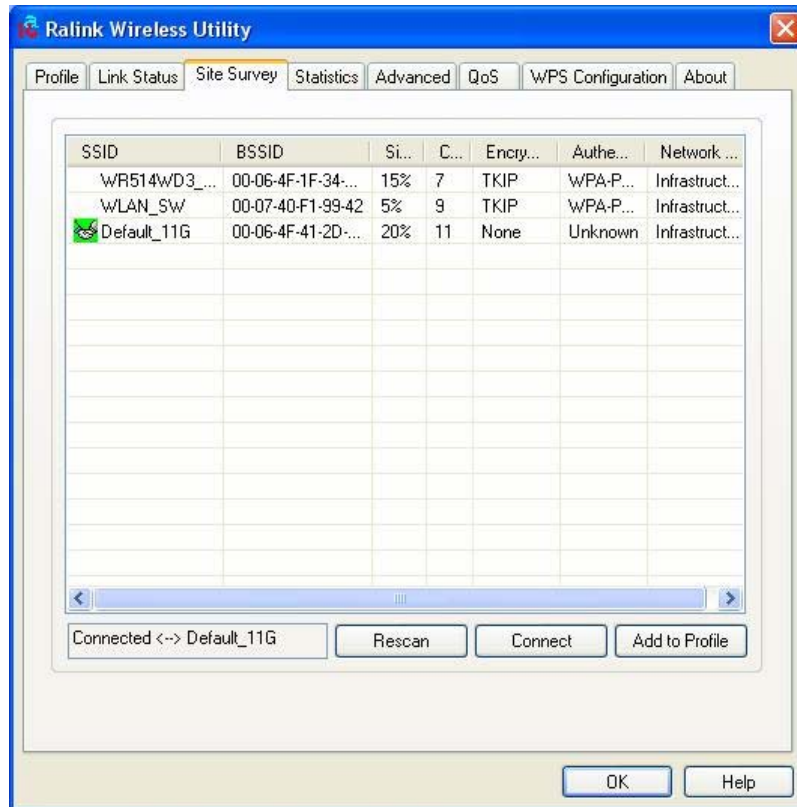 Ralink Wireless Utility
Profile Link Status Site Survey Statistics Advanced QoS WPS Configuration About
SSID BSSID Si... C... Encry... Authe... Network ...
WR514WD3_... 00-06-4F-1F-34-... 15% 7 TKIP WPA-P... Infrastruct...
WLAN_SW 00-07-40-F1-99-42 5% 9 TKIP WPA-P... Infrastruct...
Default_11G 00-06-4F-41-2D-... 20% 11 None Unknown Infrastruct...
Connected <--> Default_11G Rescan Connect Add to Profile
OK Help